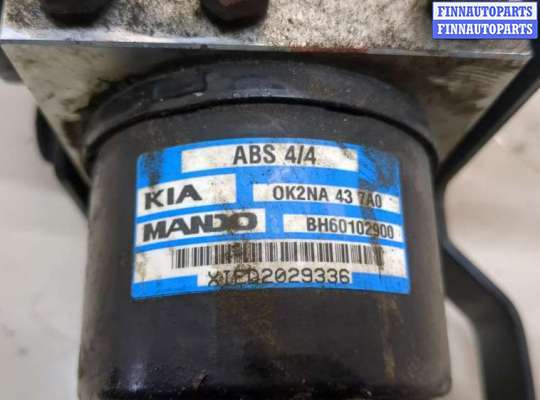 FINNAUTOPARTS
FINNAUTOPARTS
ABS 4/4
KIA OK2NA 43 7A0
MANDO BH60102900